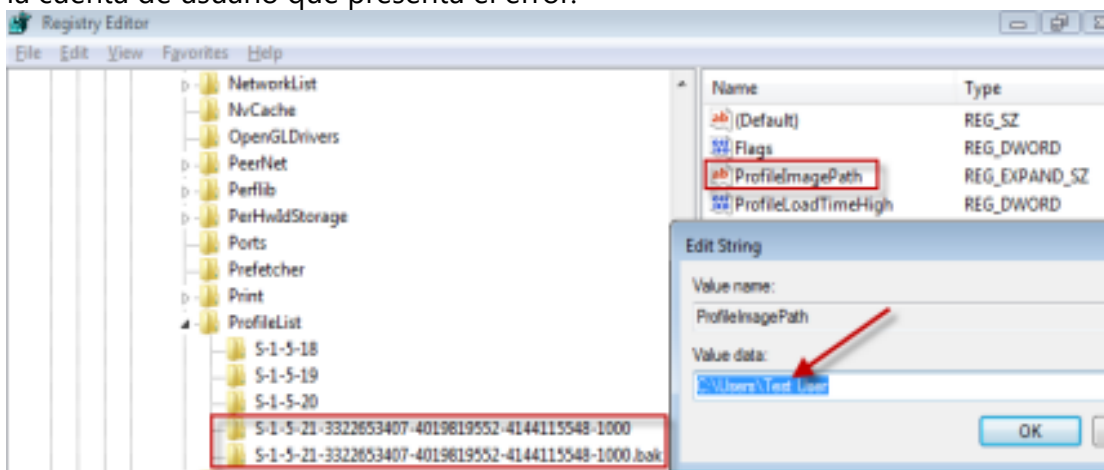 la cuenta de usuario que presenta el error.
Registry Editor
File Edit View Favorites Help
NetworkList
NvCache
OpenGLDrivers
PeerNet
Perflib
PerHwIdStorage
Ports
Prefetcher
Print
ProfileList
S-1-5-18
S-1-5-19
S-1-5-20
S-1-5-21-3322653407-4019819552-4144115548-1000
S-1-5-21-3322653407-4019819552-4144115548-1000.bak
Name Type
(Default) REG_SZ
Flags REG_DWORD
ProfileImagePath REG_EXPAND_SZ
ProfileLoadTimeHigh REG_DWORD
Edit String
Value name:
ProfileImagePath
Value data:
C:\Users\Test User
OK